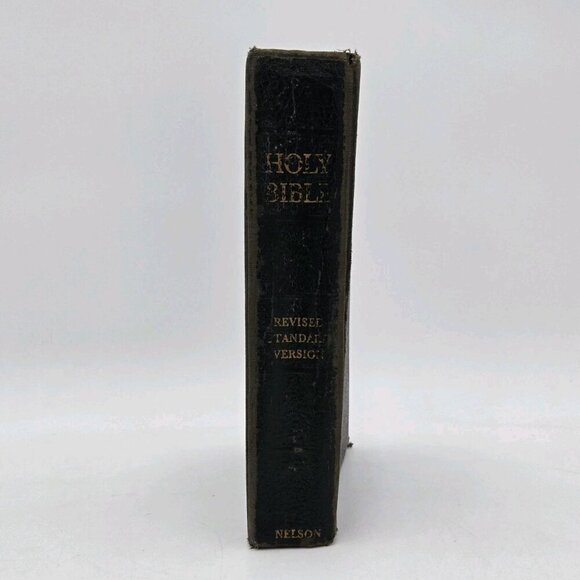 HOLY
BIBLE
REVISED
STANDARD
VERSION
NELSON